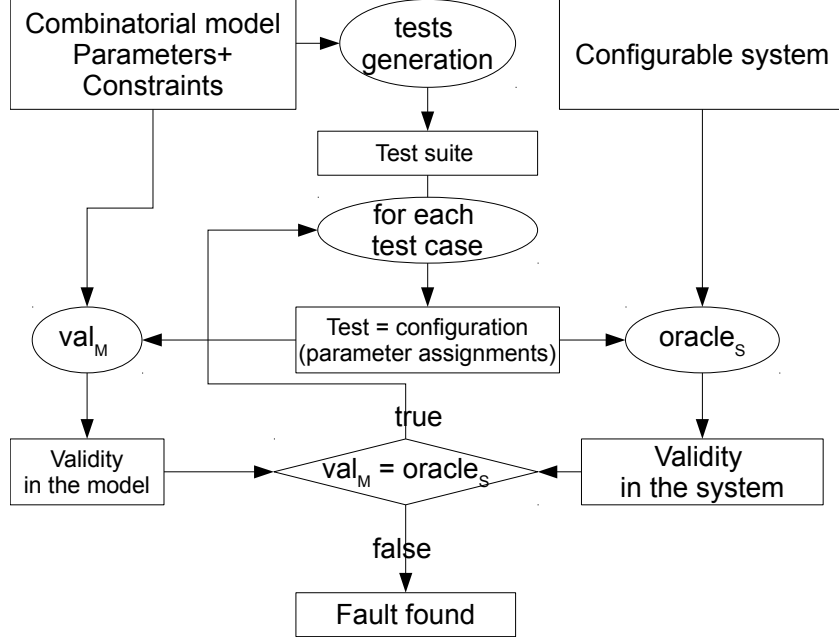 Combinatorial model
Parameters+
Constraints
tests
generation
Configurable system
Test suite
for each
test case
val_M
Test = configuration
(parameter assignments)
oracle_S
true
Validity
in the model
val_M = oracle_S
Validity
in the system
false
Fault found